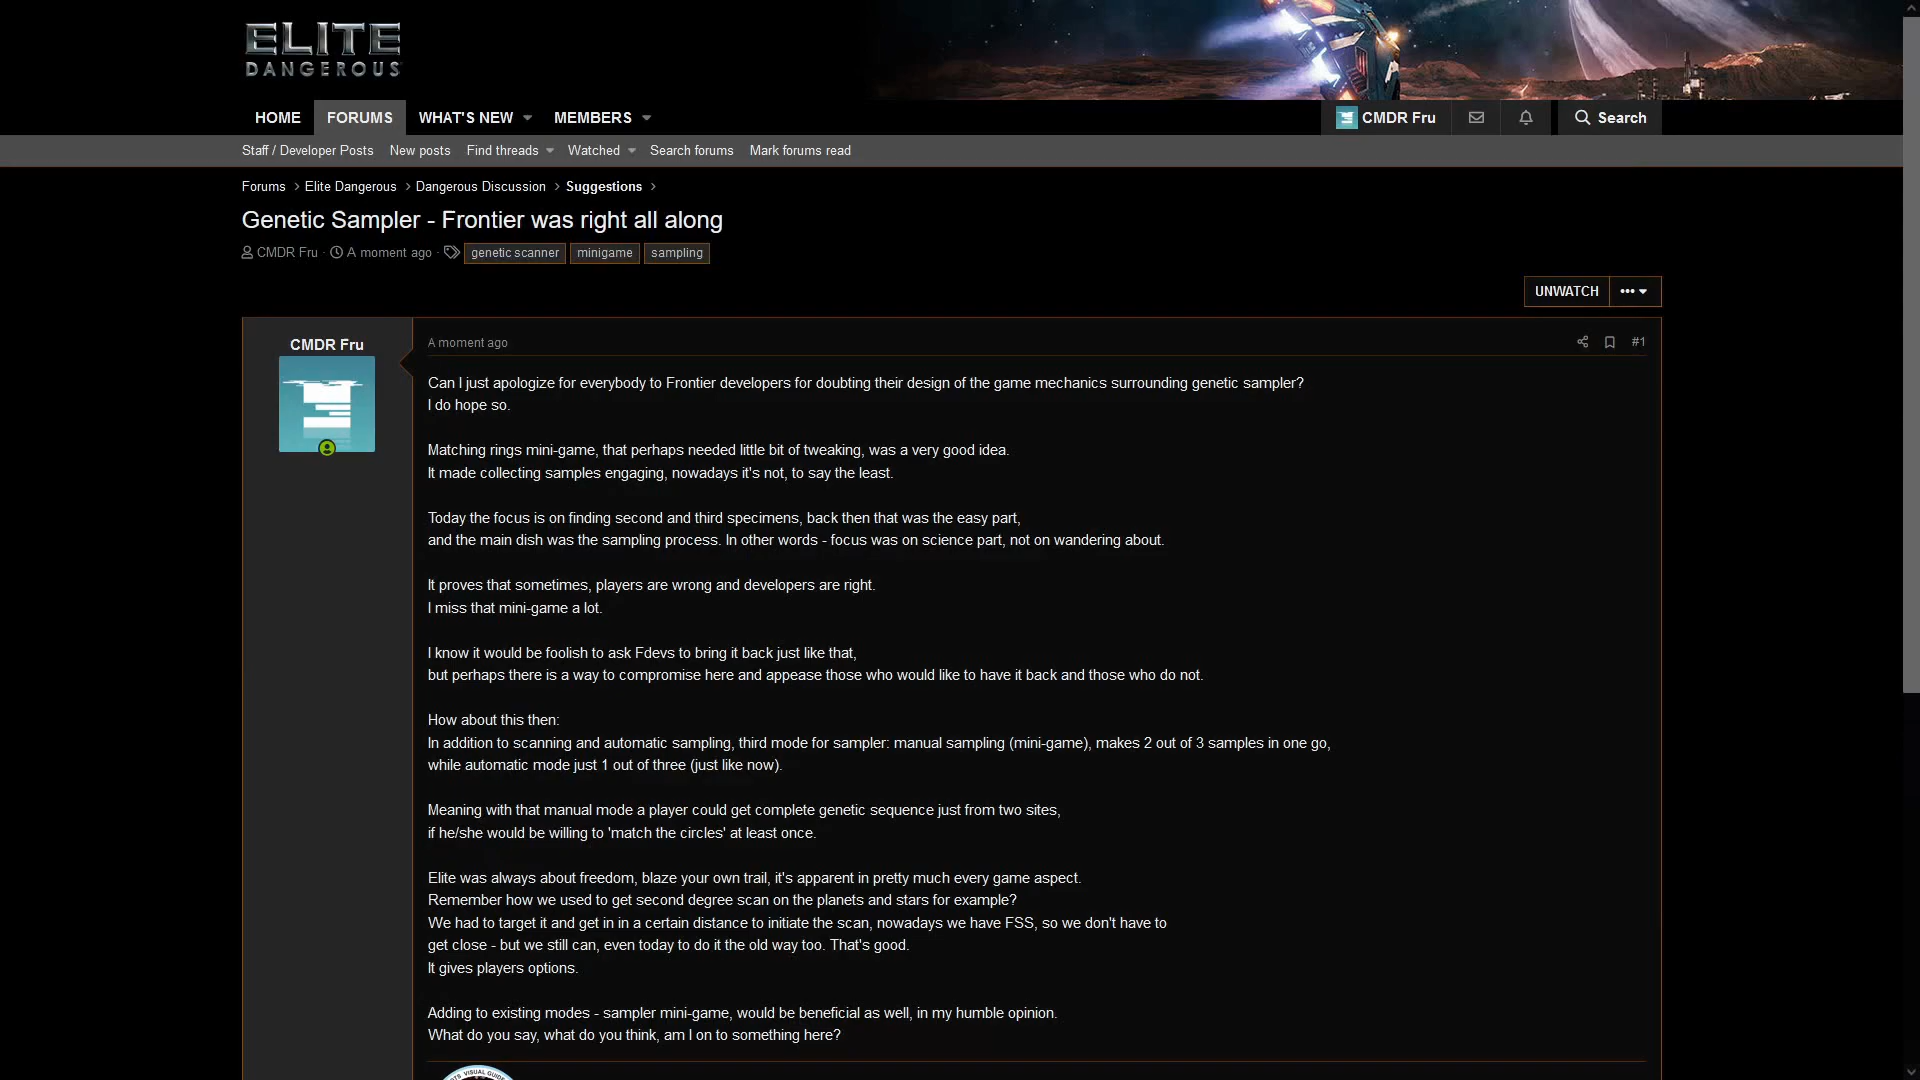 ELITE
DANGEROUS
HOME FORUMS WHAT'S NEW MEMBERS CMDR Fru Search
Staff / Developer Posts New posts Find threads Watched Search forums Mark forums read
Forums Elite Dangerous Dangerous Discussion Suggestions
Genetic Sampler - Frontier was right all along
CMDR Fru · A moment ago · genetic scanner minigame sampling
UNWATCH •••
CMDR Fru
A moment ago #1
Can I just apologize for everybody to Frontier developers for doubting their design of the game mechanics surrounding genetic sampler?
I do hope so.
Matching rings mini-game, that perhaps needed little bit of tweaking, was a very good idea.
It made collecting samples engaging, nowadays it's not, to say the least.
Today the focus is on finding second and third specimens, back then that was the easy part,
and the main dish was the sampling process. In other words - focus was on science part, not on wandering about.
It proves that sometimes, players are wrong and developers are right.
I miss that mini-game a lot.
I know it would be foolish to ask Fdevs to bring it back just like that,
but perhaps there is a way to compromise here and appease those who would like to have it back and those who do not.
How about this then:
In addition to scanning and automatic sampling, third mode for sampler: manual sampling (mini-game), makes 2 out of 3 samples in one go,
while automatic mode just 1 out of three (just like now).
Meaning with that manual mode a player could get complete genetic sequence just from two sites,
if he/she would be willing to 'match the circles' at least once.
Elite was always about freedom, blaze your own trail, it's apparent in pretty much every game aspect.
Remember how we used to get second degree scan on the planets and stars for example?
We had to target it and get in in a certain distance to initiate the scan, nowadays we have FSS, so we don't have to
get close - but we still can, even today to do it the old way too. That's good.
It gives players options.
Adding to existing modes - sampler mini-game, would be beneficial as well, in my humble opinion.
What do you say, what do you think, am I on to something here?
VISUAL